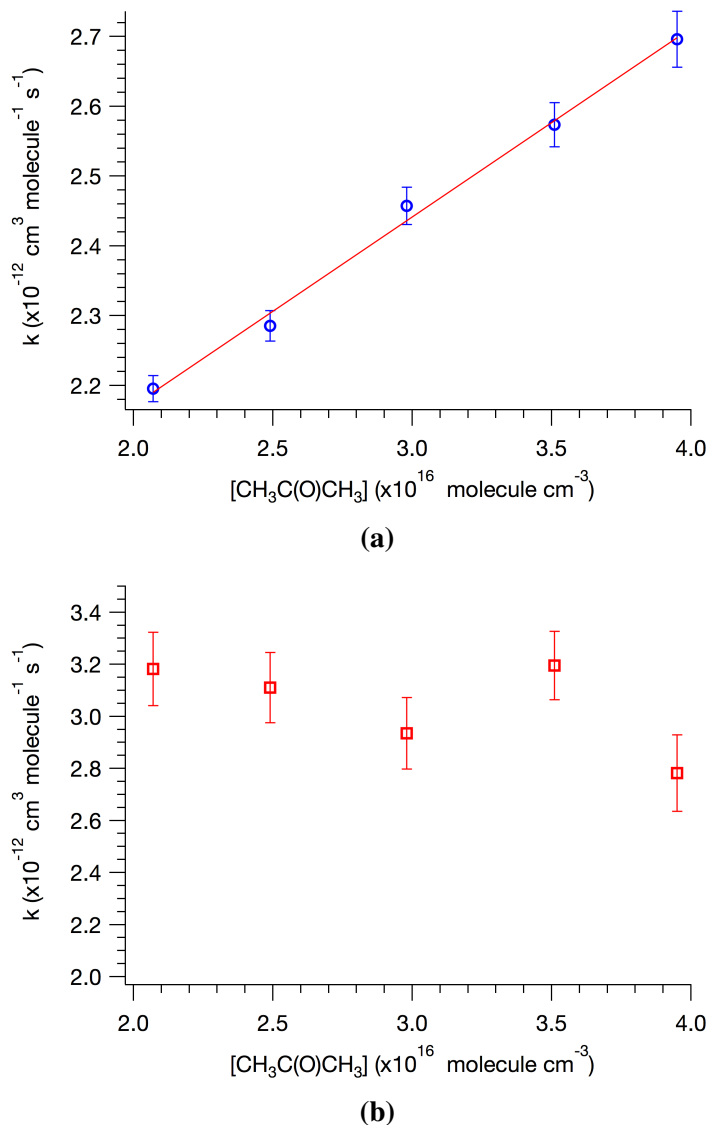 2.7
2.6
2.5
2.4
2.3
2.2
k (x10⁻¹² cm³ molecule⁻¹ s⁻¹)
2.0 2.5 3.0 3.5 4.0
[CH₃C(O)CH₃] (x10¹⁶ molecule cm⁻³)
(a)
3.4
3.2
3.0
2.8
2.6
2.4
2.2
2.0
k (x10⁻¹² cm³ molecule⁻¹ s⁻¹)
2.0 2.5 3.0 3.5 4.0
[CH₃C(O)CH₃] (x10¹⁶ molecule cm⁻³)
(b)